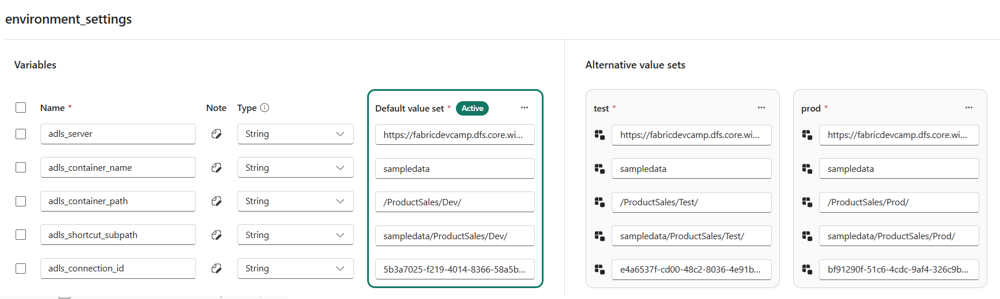 environment_settings
Variables
Alternative value sets
Name * Note Type Default value set * Active ... test * ... prod * ...
adls_server String https://fabricdevcamp.dfs.core.wi... https://fabricdevcamp.dfs.core.wi... https://fabricdevcamp.dfs.core.wi...
adls_container_name String sampledata sampledata sampledata
adls_container_path String /ProductSales/Dev/ /ProductSales/Test/ /ProductSales/Prod/
adls_shortcut_subpath String sampledata/ProductSales/Dev/ sampledata/ProductSales/Test/ sampledata/ProductSales/Prod/
adls_connection_id String 5b3a7025-f219-4014-8366-58a5b... e4a6537f-cd00-48c2-8036-4e91b... bf91290f-51c6-4cdc-9af4-326c9b...